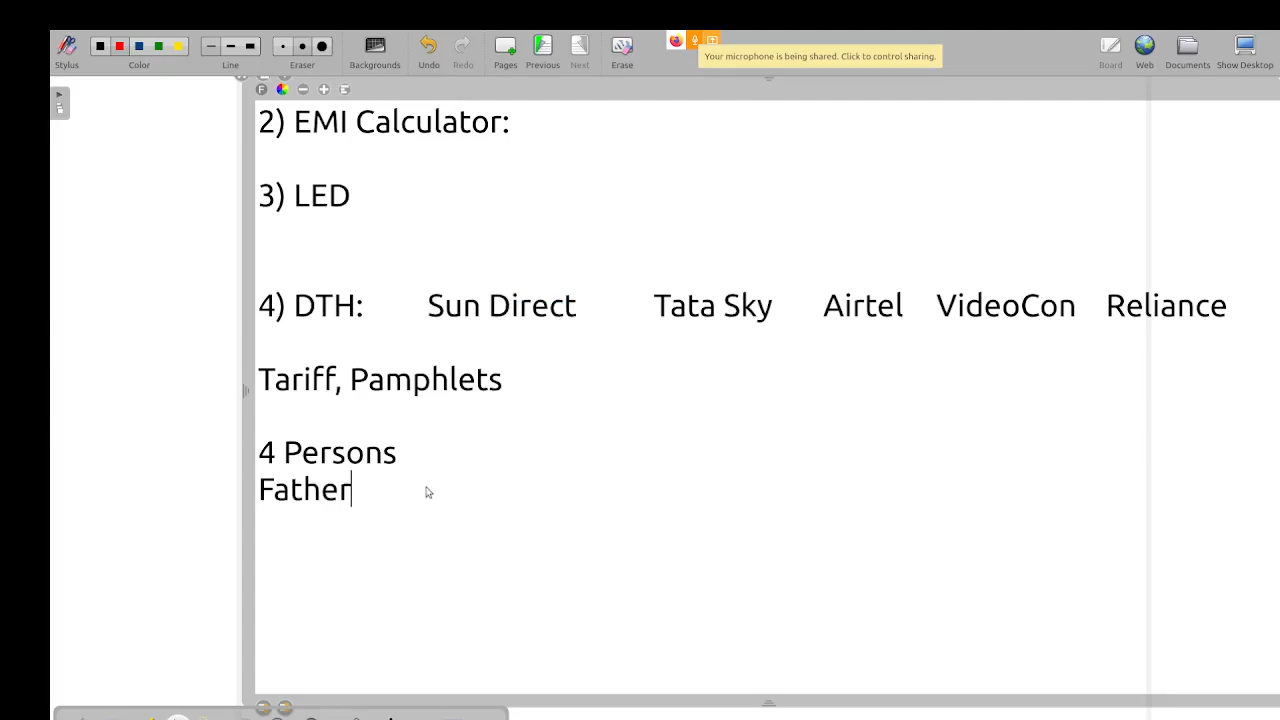 Stylus Color Line Eraser Backgrounds Undo Redo Pages Previous Next Erase Board Web Documents Show Desktop
Your microphone is being shared. Click to control sharing.
2) EMI Calculator:
3) LED
4) DTH: Sun Direct Tata Sky Airtel VideoCon Reliance
Tariff, Pamphlets
4 Persons
Father